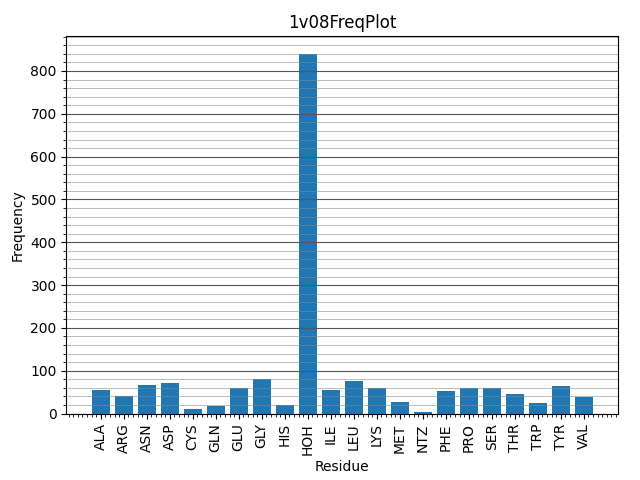 1v08FreqPlot
Frequency
800
700
600
500
400
300
200
100
0
ALA
ARG
ASN
ASP
CYS
GLN
GLU
GLY
HIS
HOH
ILE
LEU
LYS
MET
NTZ
PHE
PRO
SER
THR
TRP
TYR
VAL
Residue